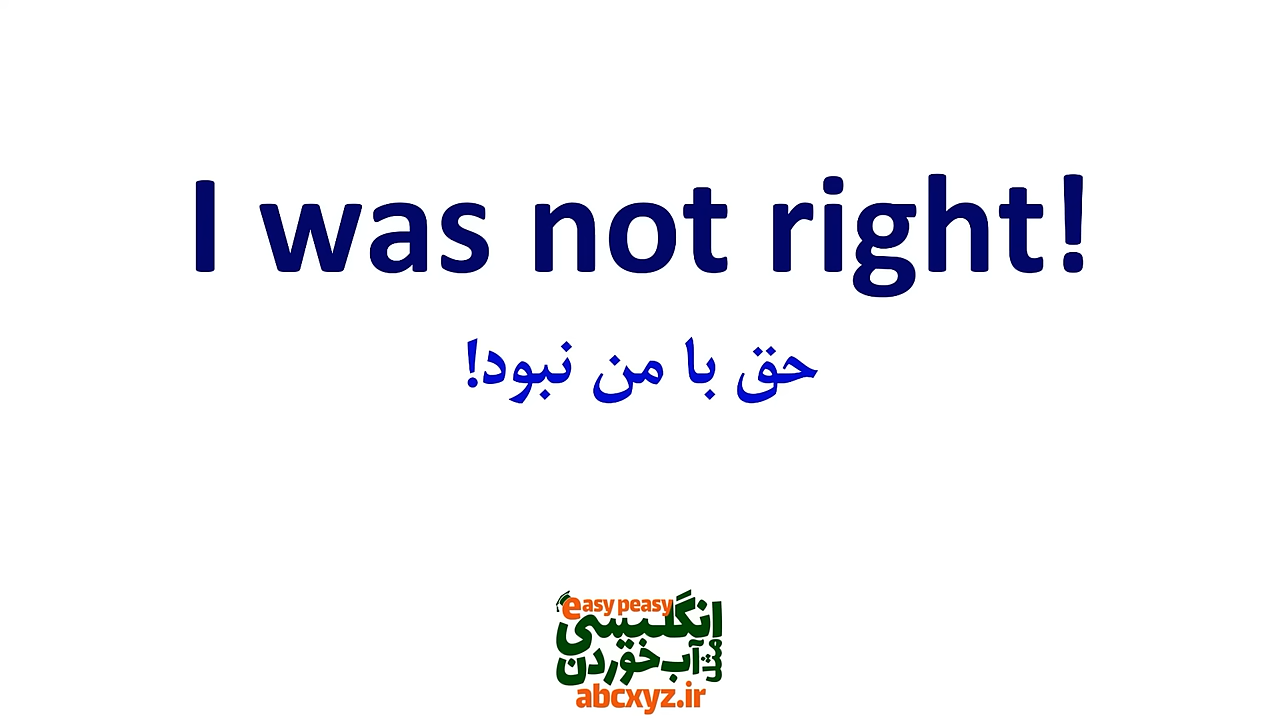 I was not right!
حق با من نبود!
easy peasy
انگلیسی
مثل آب خوردن
abcxyz.ir